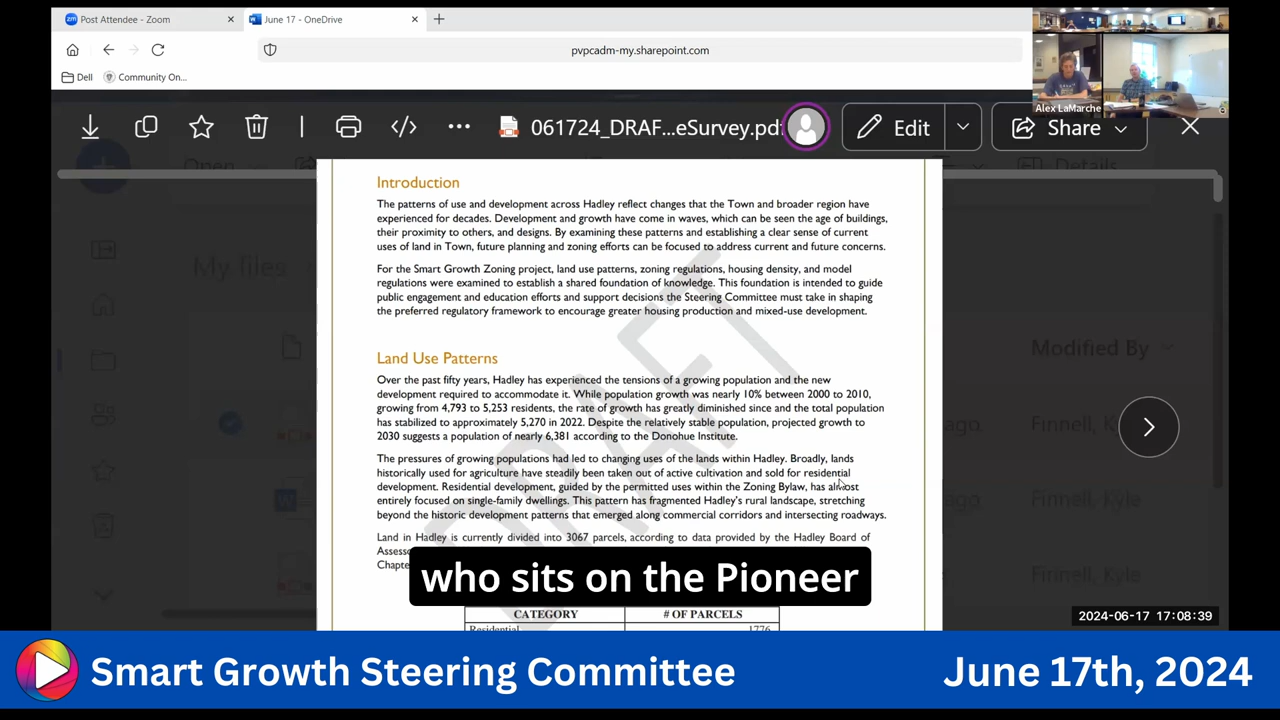 Post Attendee - Zoom
June 17 - OneDrive
pvpcadm-my.sharepoint.com
Dell
Community On...
Alex LaMarche
061724_DRAF...eSurvey.pdf
Edit
Share
Open
Details
My files
Modified By
Finnell, K
Finnell, Kyle
Finnell, Kyle
Introduction
The patterns of use and development across Hadley reflect changes that the Town and broader region have
experienced for decades. Development and growth have come in waves, which can be seen the age of buildings,
their proximity to others, and designs. By examining these patterns and establishing a clear sense of current
uses of land in Town, future planning and zoning efforts can be focused to address current and future concerns.
For the Smart Growth Zoning project, land use patterns, zoning regulations, housing density, and model
regulations were examined to establish a shared foundation of knowledge. This foundation is intended to guide
public engagement and education efforts and support decisions the Steering Committee must take in shaping
the preferred regulatory framework to encourage greater housing production and mixed-use development.
Land Use Patterns
Over the past fifty years, Hadley has experienced the tensions of a growing population and the new
development required to accommodate it. While population growth was nearly 10% between 2000 to 2010,
growing from 4,793 to 5,253 residents, the rate of growth has greatly diminished since and the total population
has stabilized to approximately 5,270 in 2022. Despite the relatively stable population, projected growth to
2030 suggests a population of nearly 6,381 according to the Donohue Institute.
The pressures of growing populations had led to changing uses of the lands within Hadley. Broadly, lands
historically used for agriculture have steadily been taken out of active cultivation and sold for residential
development. Residential development, guided by the permitted uses within the Zoning Bylaw, has almost
entirely focused on single-family dwellings. This pattern has fragmented Hadley's rural landscape, stretching
beyond the historic development patterns that emerged along commercial corridors and intersecting roadways.
Land in Hadley is currently divided into 3067 parcels, according to data provided by the Hadley Board of
Assess
Chapte
DRAFT
who sits on the Pioneer
CATEGORY # OF PARCELS
Residential 1776
2024-06-17 17:08:39
Smart Growth Steering Committee June 17th, 2024